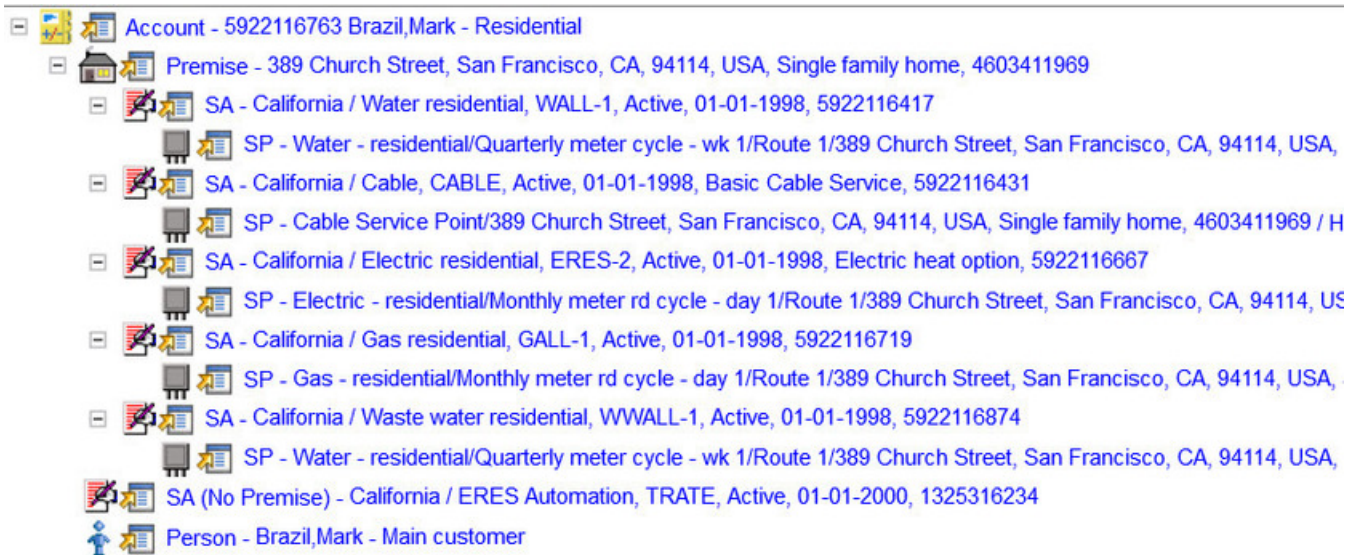 Account - 5922116763 Brazil,Mark - Residential
Premise - 389 Church Street, San Francisco, CA, 94114, USA, Single family home, 4603411969
SA - California / Water residential, WALL-1, Active, 01-01-1998, 5922116417
SP - Water - residential/Quarterly meter cycle - wk 1/Route 1/389 Church Street, San Francisco, CA, 94114, USA,
SA - California / Cable, CABLE, Active, 01-01-1998, Basic Cable Service, 5922116431
SP - Cable Service Point/389 Church Street, San Francisco, CA, 94114, USA, Single family home, 4603411969 / H
SA - California / Electric residential, ERES-2, Active, 01-01-1998, Electric heat option, 5922116667
SP - Electric - residential/Monthly meter rd cycle - day 1/Route 1/389 Church Street, San Francisco, CA, 94114, US
SA - California / Gas residential, GALL-1, Active, 01-01-1998, 5922116719
SP - Gas - residential/Monthly meter rd cycle - day 1/Route 1/389 Church Street, San Francisco, CA, 94114, USA,
SA - California / Waste water residential, WWALL-1, Active, 01-01-1998, 5922116874
SP - Water - residential/Quarterly meter cycle - wk 1/Route 1/389 Church Street, San Francisco, CA, 94114, USA,
SA (No Premise) - California / ERES Automation, TRATE, Active, 01-01-2000, 1325316234
Person - Brazil,Mark - Main customer